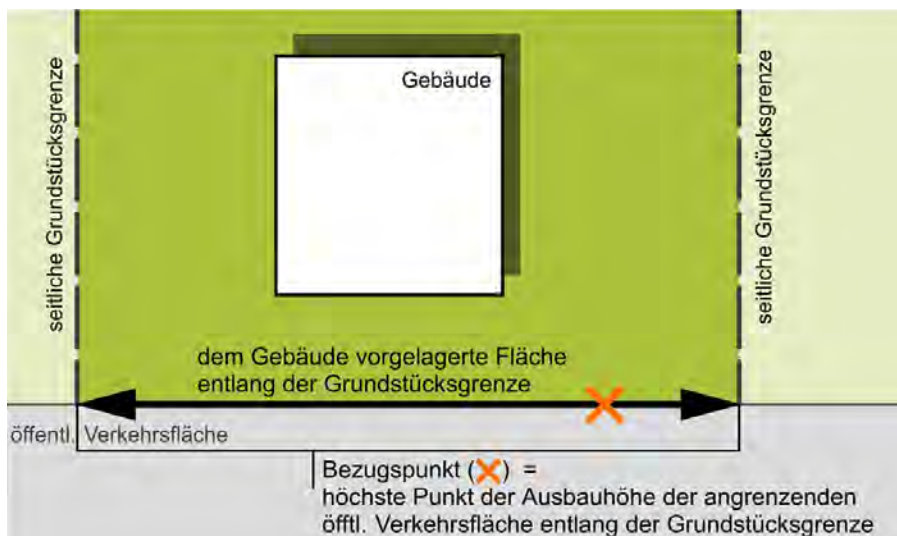 Gebäude
seitliche Grundstücksgrenze
seitliche Grundstücksgrenze
dem Gebäude vorgelagerte Fläche
entlang der Grundstücksgrenze
öffentl. Verkehrsfläche
Bezugspunkt (X) =
höchste Punkt der Ausbauhöhe der angrenzenden
öfftl. Verkehrsfläche entlang der Grundstücksgrenze